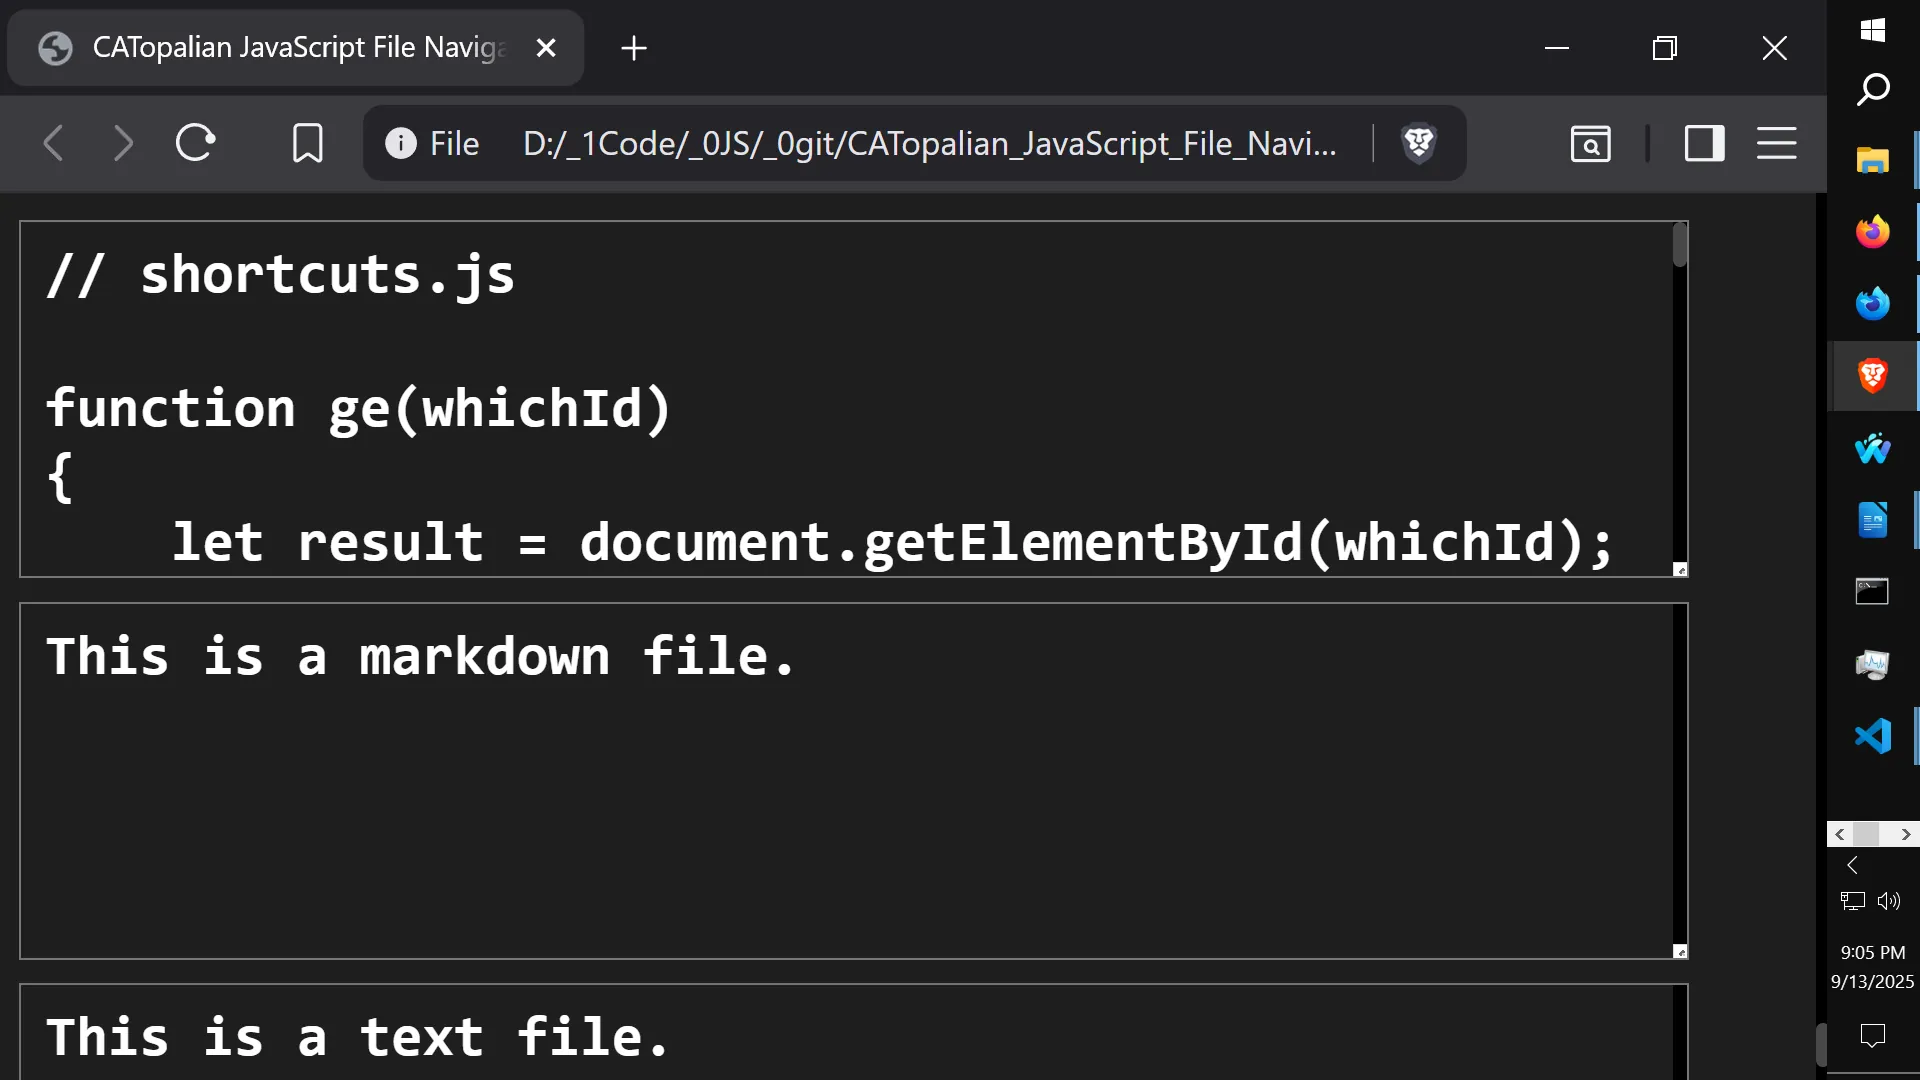 CATopalian JavaScript File Naviga
File D:/_1Code/_0JS/_0git/CATopalian_JavaScript_File_Navi...
// shortcuts.js
function ge(whichId)
{
    let result = document.getElementById(whichId);
This is a markdown file.
This is a text file.
9:05 PM
9/13/2025